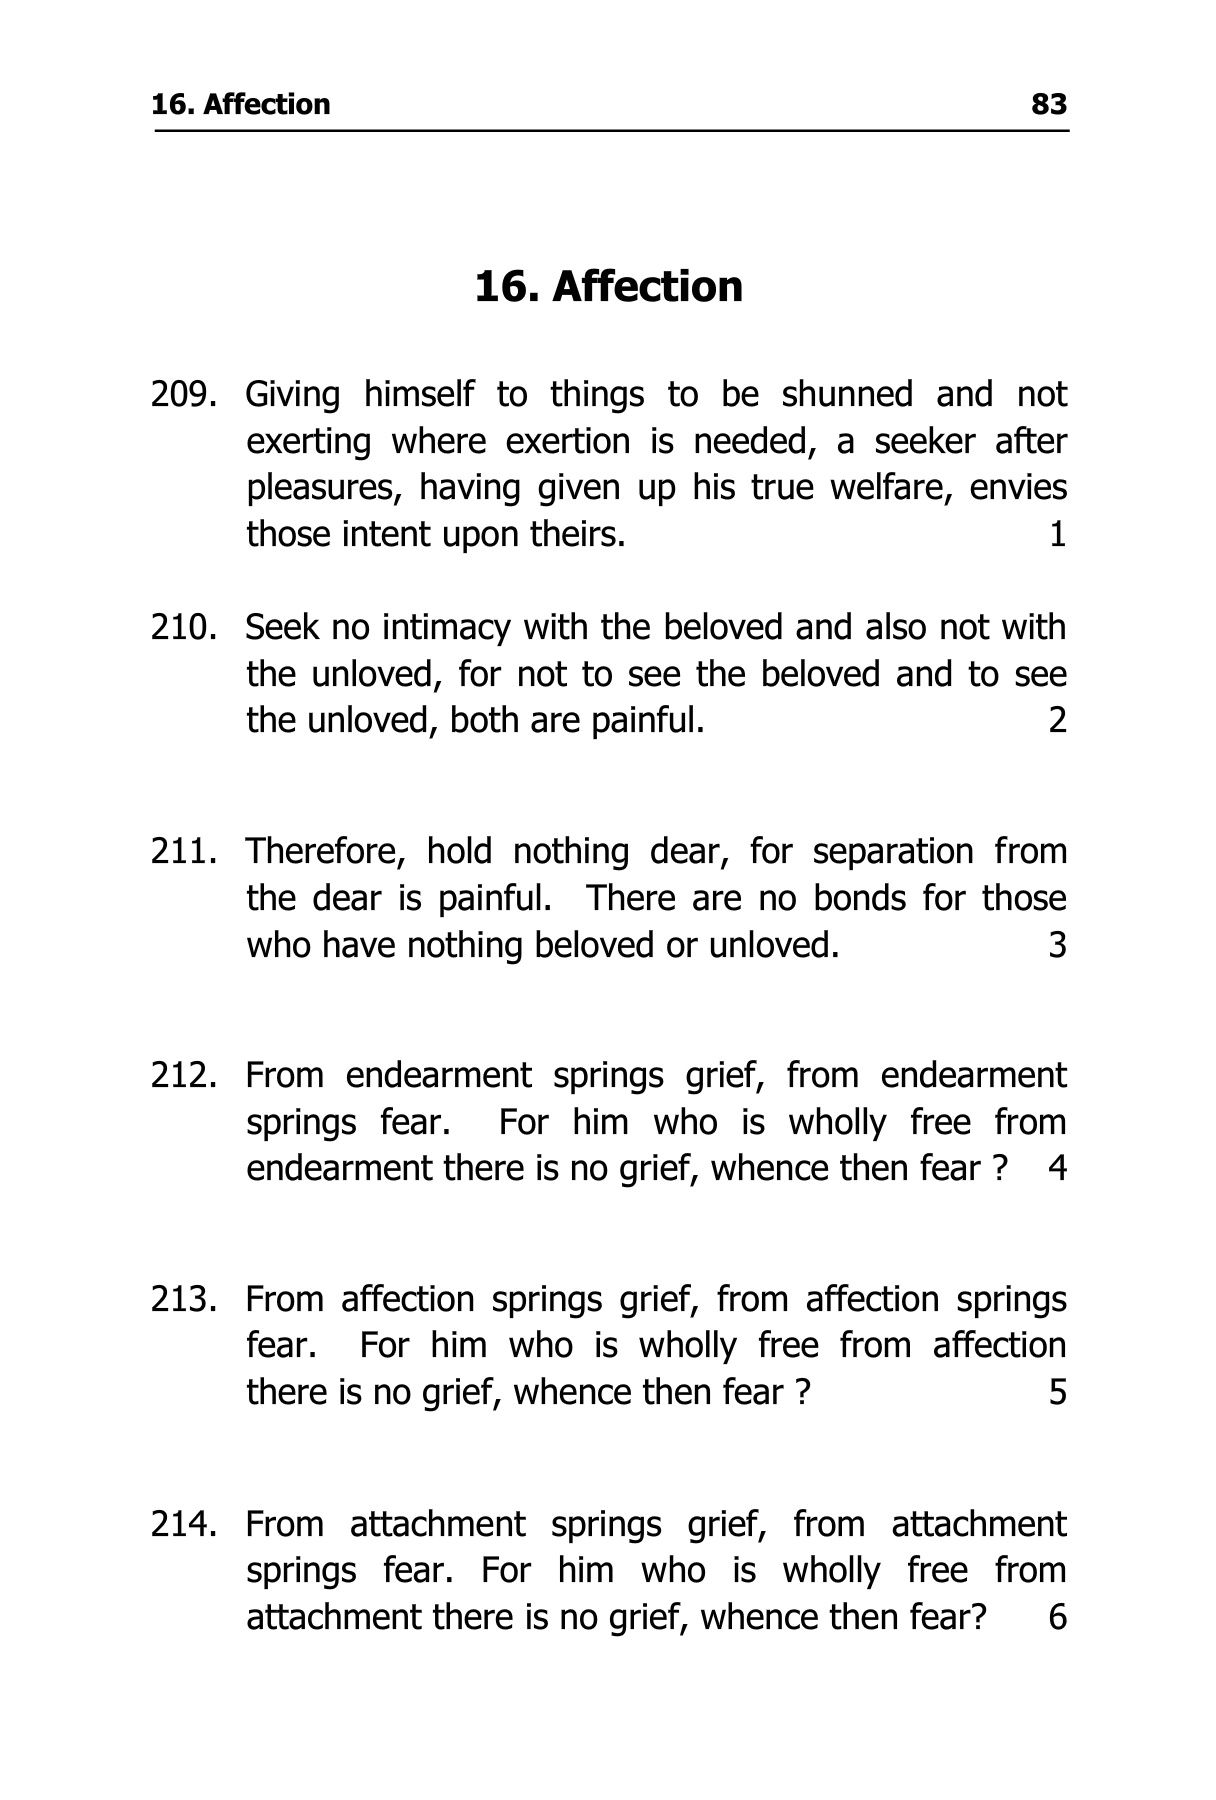 16. Affection 83
16. Affection
209. Giving himself to things to be shunned and not
exerting where exertion is needed, a seeker after
pleasures, having given up his true welfare, envies
those intent upon theirs. 1
210. Seek no intimacy with the beloved and also not with
the unloved, for not to see the beloved and to see
the unloved, both are painful. 2
211. Therefore, hold nothing dear, for separation from
the dear is painful. There are no bonds for those
who have nothing beloved or unloved. 3
212. From endearment springs grief, from endearment
springs fear. For him who is wholly free from
endearment there is no grief, whence then fear ? 4
213. From affection springs grief, from affection springs
fear. For him who is wholly free from affection
there is no grief, whence then fear ? 5
214. From attachment springs grief, from attachment
springs fear. For him who is wholly free from
attachment there is no grief, whence then fear? 6